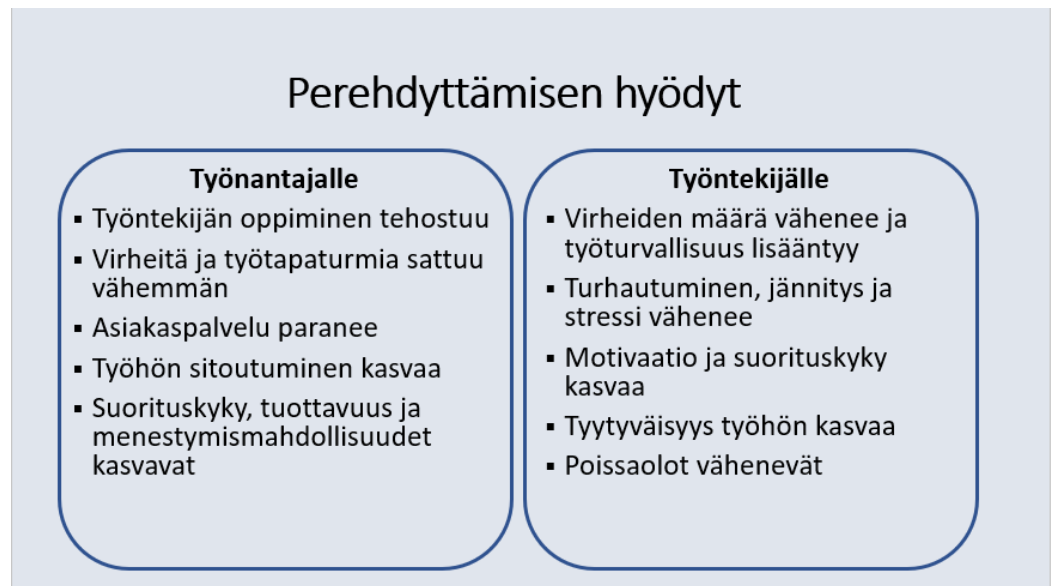 Perehdyttämisen hyödyt
Työnantajalle
▪ Työntekijän oppiminen tehostuu
▪ Virheitä ja työtapaturmia sattuu
vähemmän
▪ Asiakaspalvelu paranee
▪ Työhön sitoutuminen kasvaa
▪ Suorituskyky, tuottavuus ja
menestymismahdollisuudet
kasvavat
Työntekijälle
▪ Virheiden määrä vähenee ja
työturvallisuus lisääntyy
▪ Turhautuminen, jännitys ja
stressi vähenee
▪ Motivaatio ja suorituskyky
kasvaa
▪ Tyytyväisyys työhön kasvaa
▪ Poissaolot vähenevät